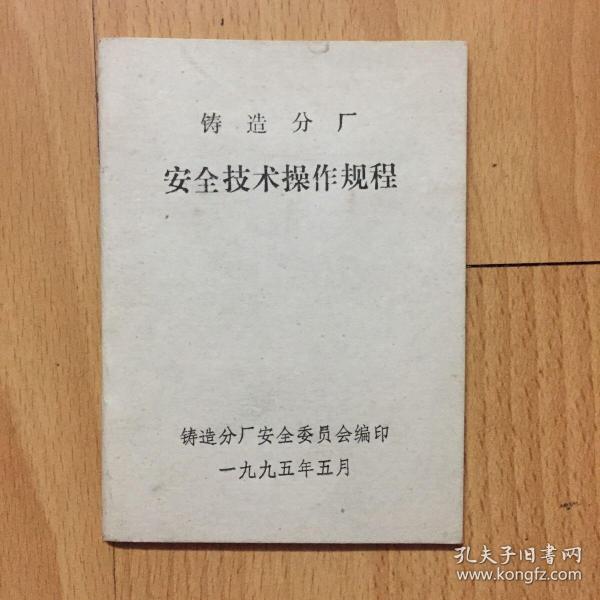 铸造分厂
安全技术操作规程
铸造分厂安全委员会编印
一九九五年五月
孔夫子旧书网
www.kongfz.com